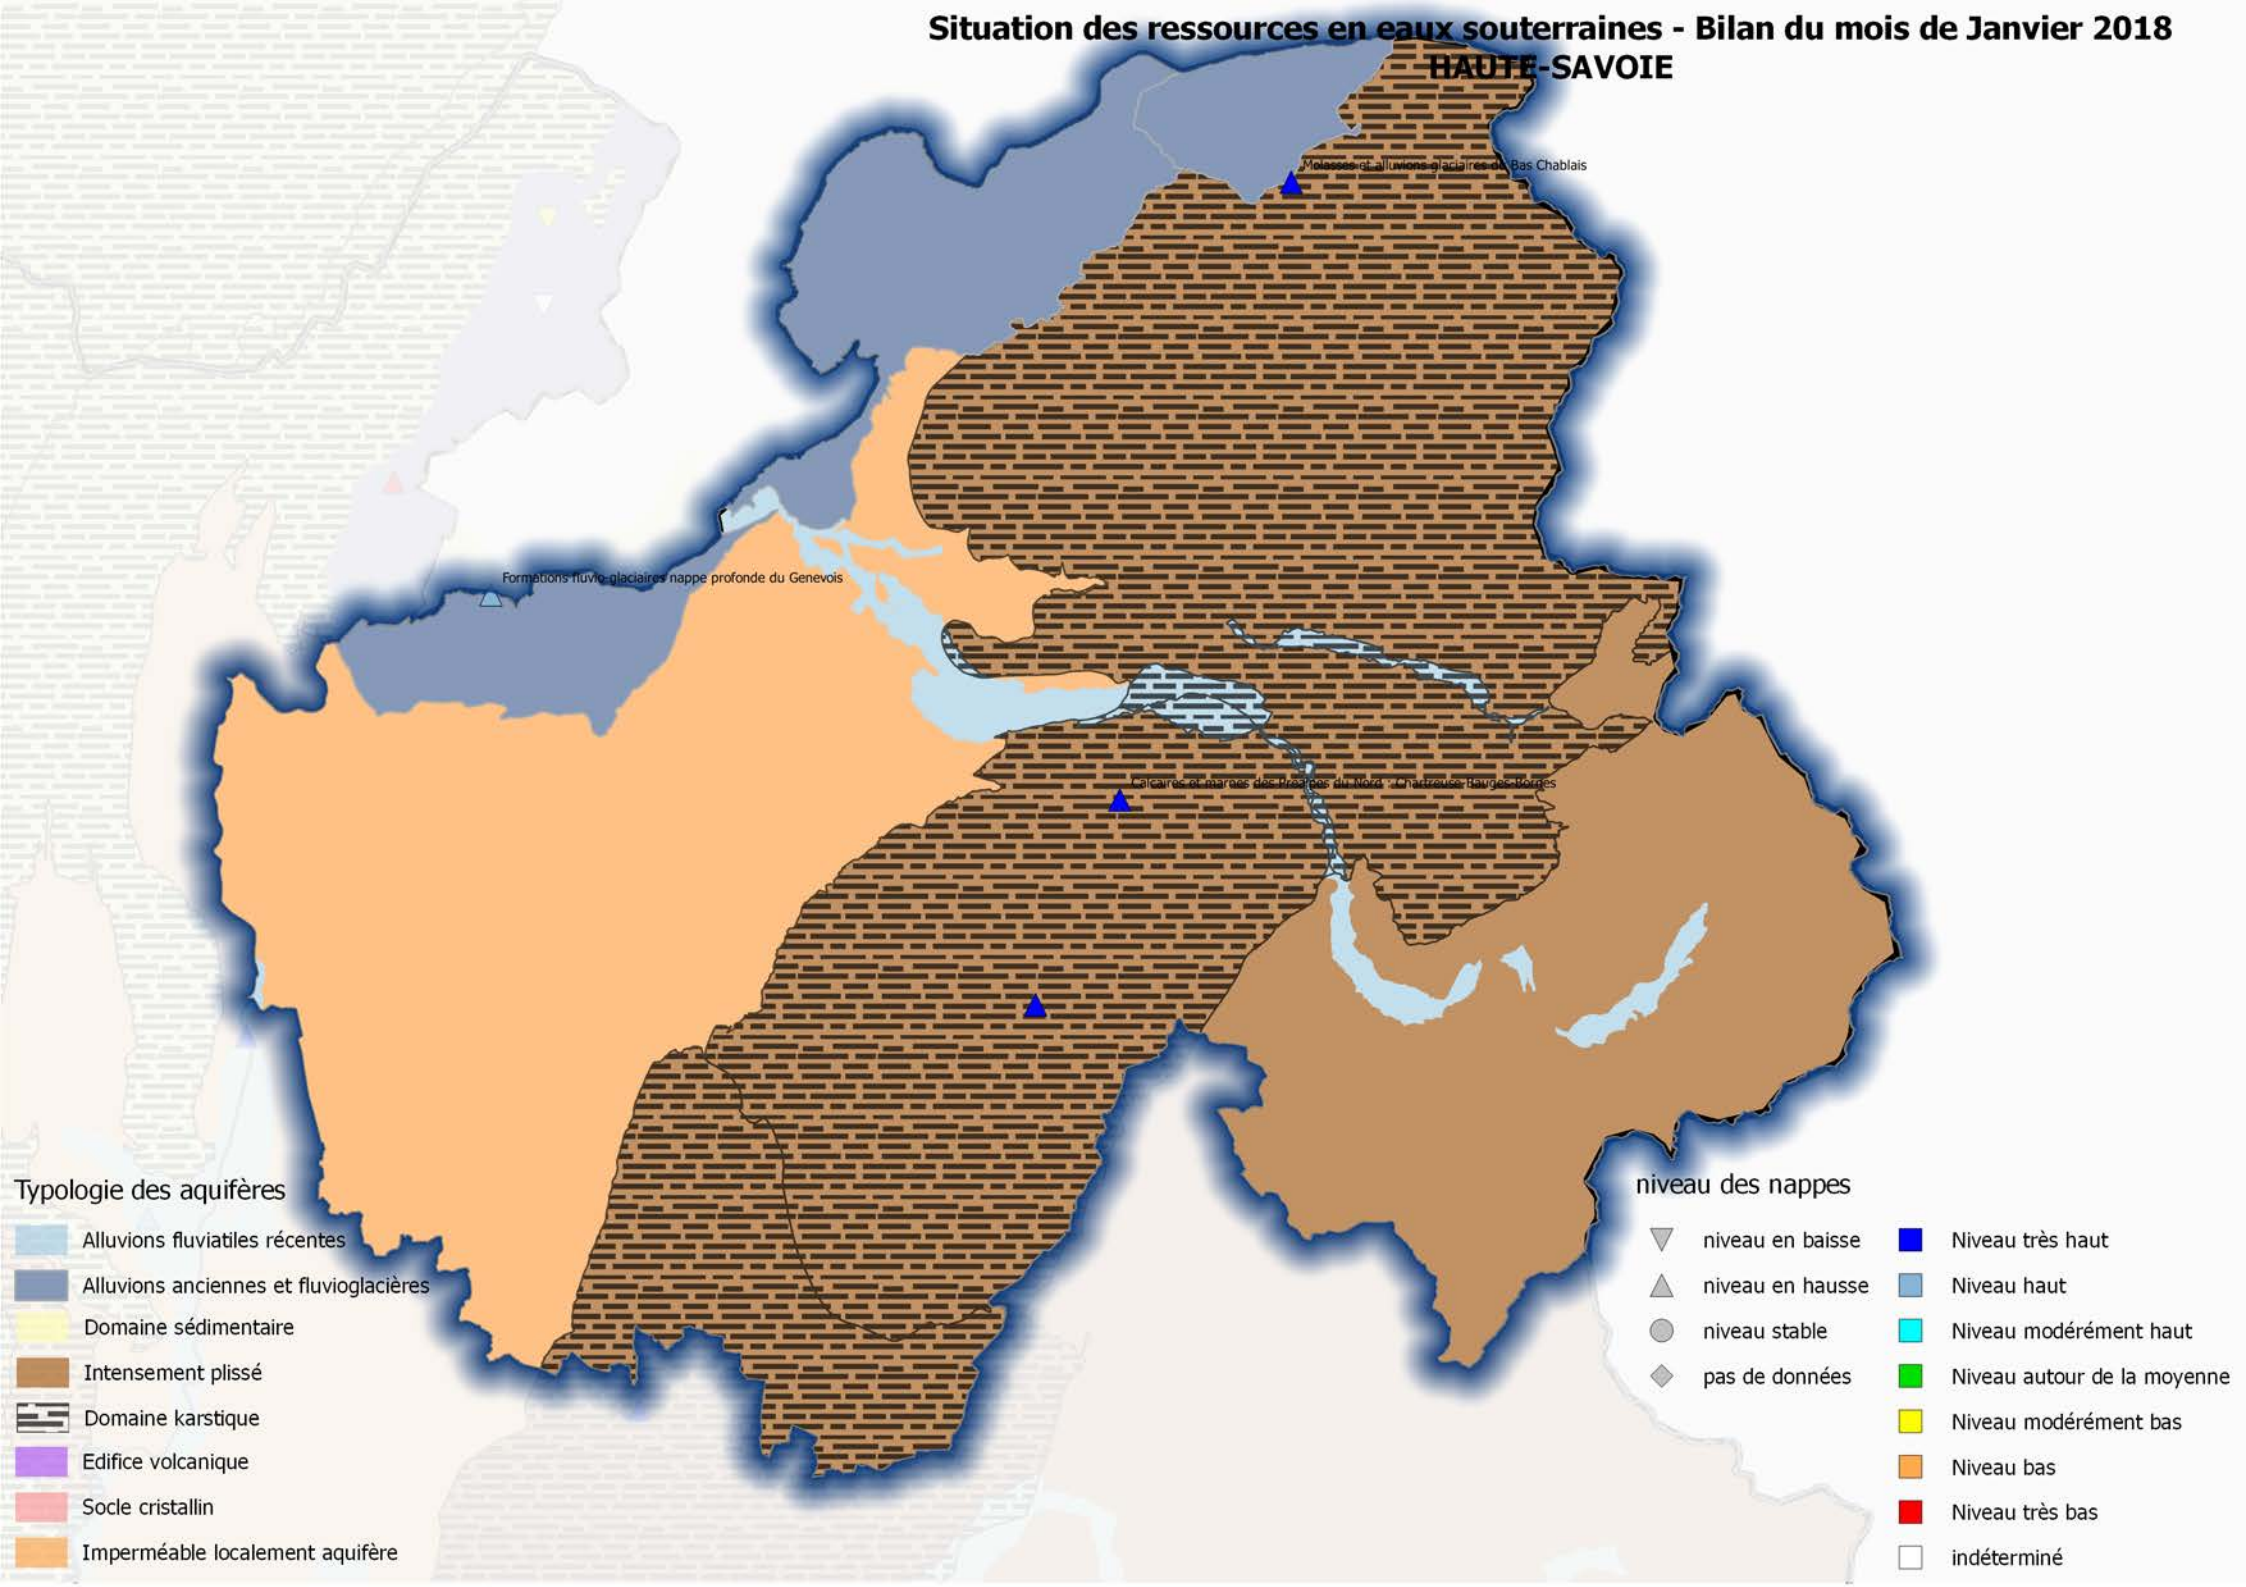 Situation des ressources en eaux souterraines - Bilan du mois de Janvier 2018
HAUTE-SAVOIE
Molasses et alluvions glaciaires du Bas Chablais
Formations fluvio-glaciaires nappe profonde du Genevois
Calcaires et marnes des Préalpes du Nord : Chartreuse-Bauges-Bornes
Typologie des aquifères
Alluvions fluviatiles récentes
Alluvions anciennes et fluvioglacières
Domaine sédimentaire
Intensement plissé
Domaine karstique
Edifice volcanique
Socle cristallin
Imperméable localement aquifère
niveau des nappes
niveau en baisse
niveau en hausse
niveau stable
pas de données
Niveau très haut
Niveau haut
Niveau modérément haut
Niveau autour de la moyenne
Niveau modérément bas
Niveau bas
Niveau très bas
indéterminé